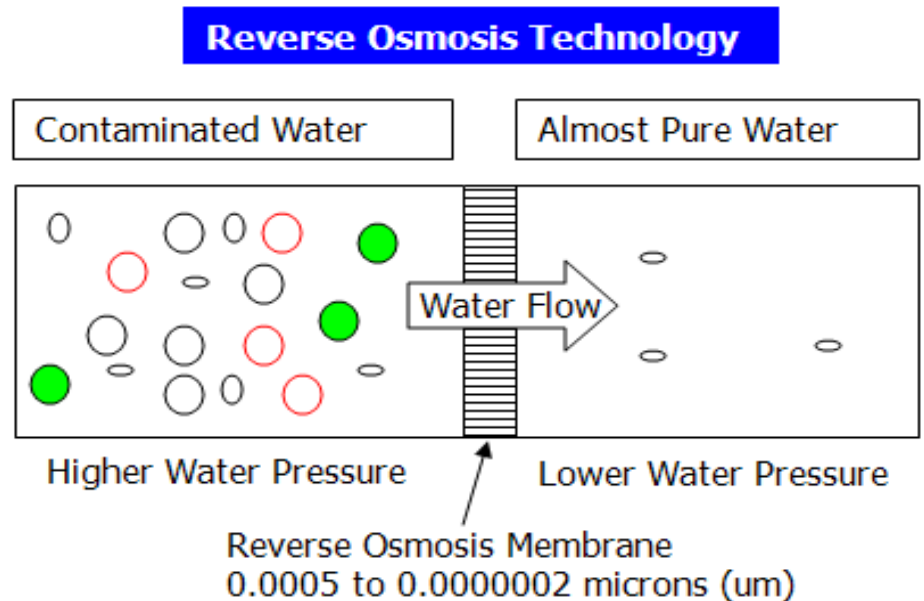 Reverse Osmosis Technology
Contaminated Water
Almost Pure Water
Water Flow
Higher Water Pressure
Lower Water Pressure
Reverse Osmosis Membrane
0.0005 to 0.0000002 microns (um)